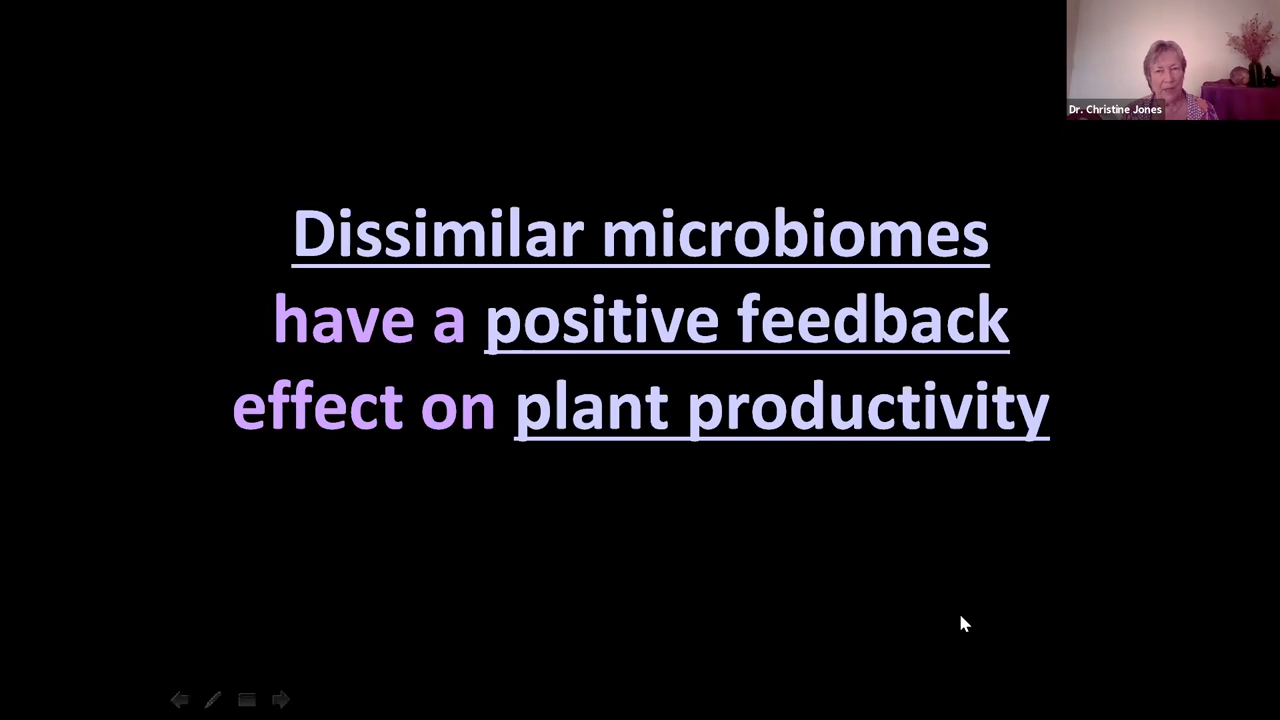 Dr. Christine Jones
Dissimilar microbiomes
have a positive feedback
effect on plant productivity